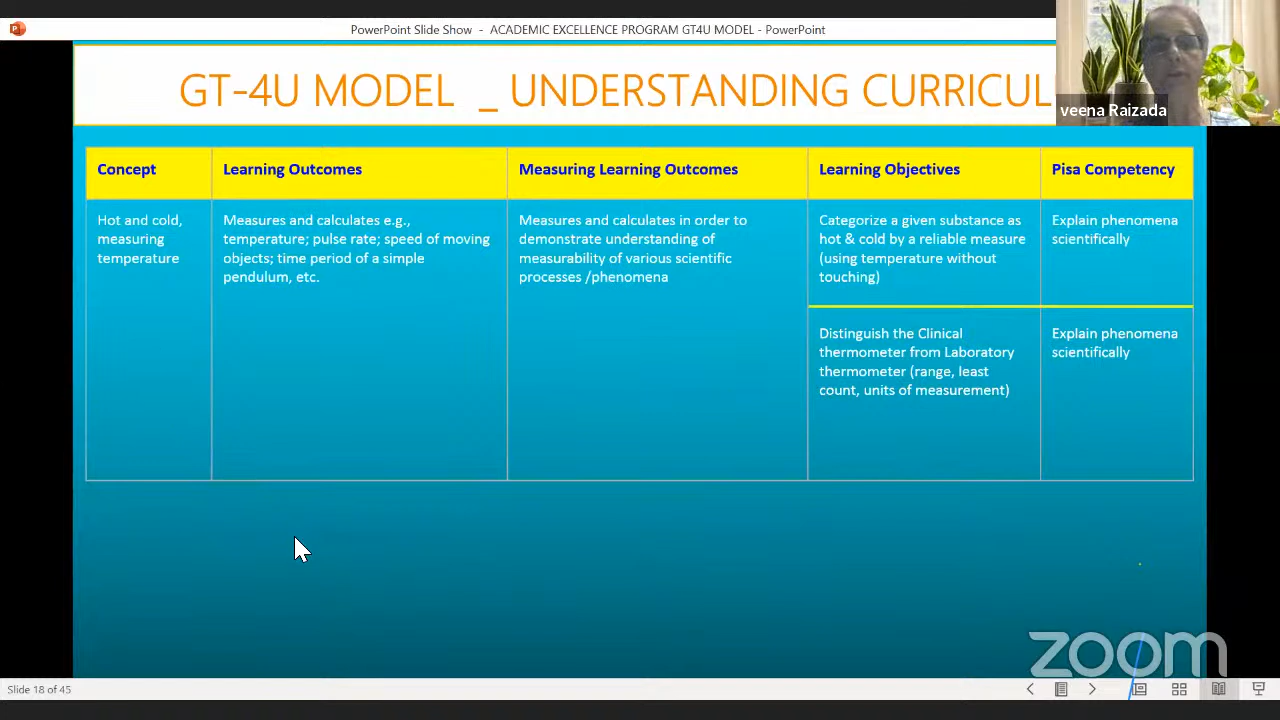 PowerPoint Slide Show - ACADEMIC EXCELLENCE PROGRAM GT4U MODEL - PowerPoint
GT-4U MODEL _ UNDERSTANDING CURRICUL
veena Raizada
Concept
Learning Outcomes
Measuring Learning Outcomes
Learning Objectives
Pisa Competency
Hot and cold,
measuring
temperature
Measures and calculates e.g.,
temperature; pulse rate; speed of moving
objects; time period of a simple
pendulum, etc.
Measures and calculates in order to
demonstrate understanding of
measurability of various scientific
processes /phenomena
Categorize a given substance as
hot & cold by a reliable measure
(using temperature without
touching)
Explain phenomena
scientifically
Distinguish the Clinical
thermometer from Laboratory
thermometer (range, least
count, units of measurement)
Explain phenomena
scientifically
zoom
Slide 18 of 45